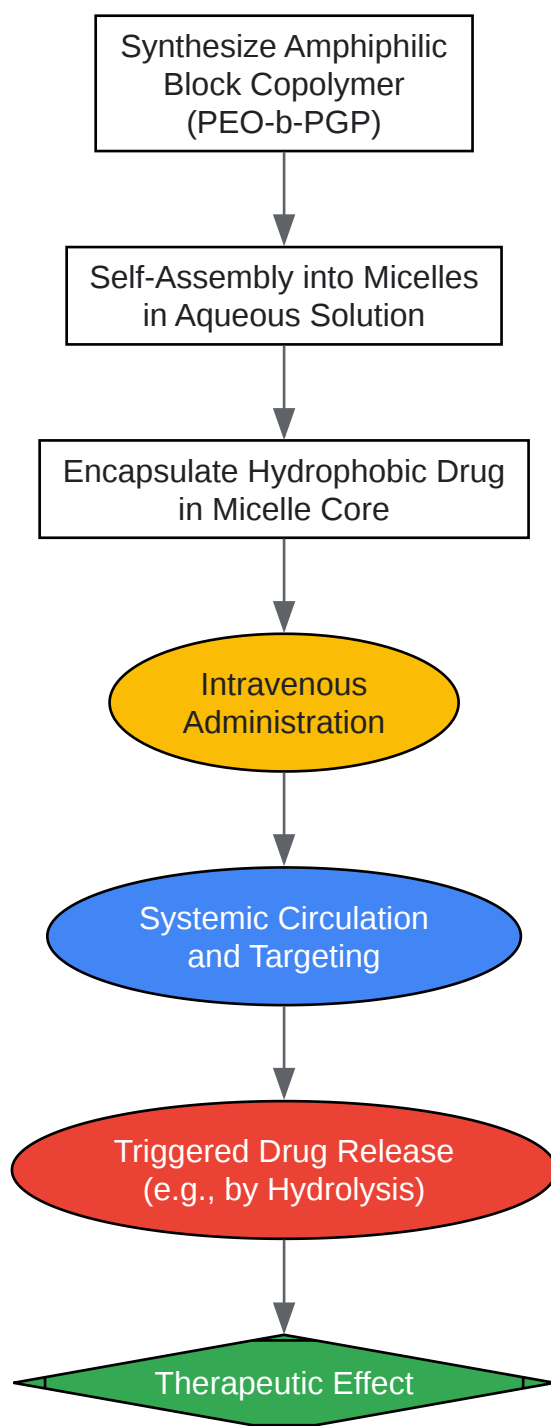 Synthesize Amphiphilic
Block Copolymer
(PEO-b-PGP)
Self-Assembly into Micelles
in Aqueous Solution
Encapsulate Hydrophobic Drug
in Micelle Core
Intravenous
Administration
Systemic Circulation
and Targeting
Triggered Drug Release
(e.g., by Hydrolysis)
Therapeutic Effect